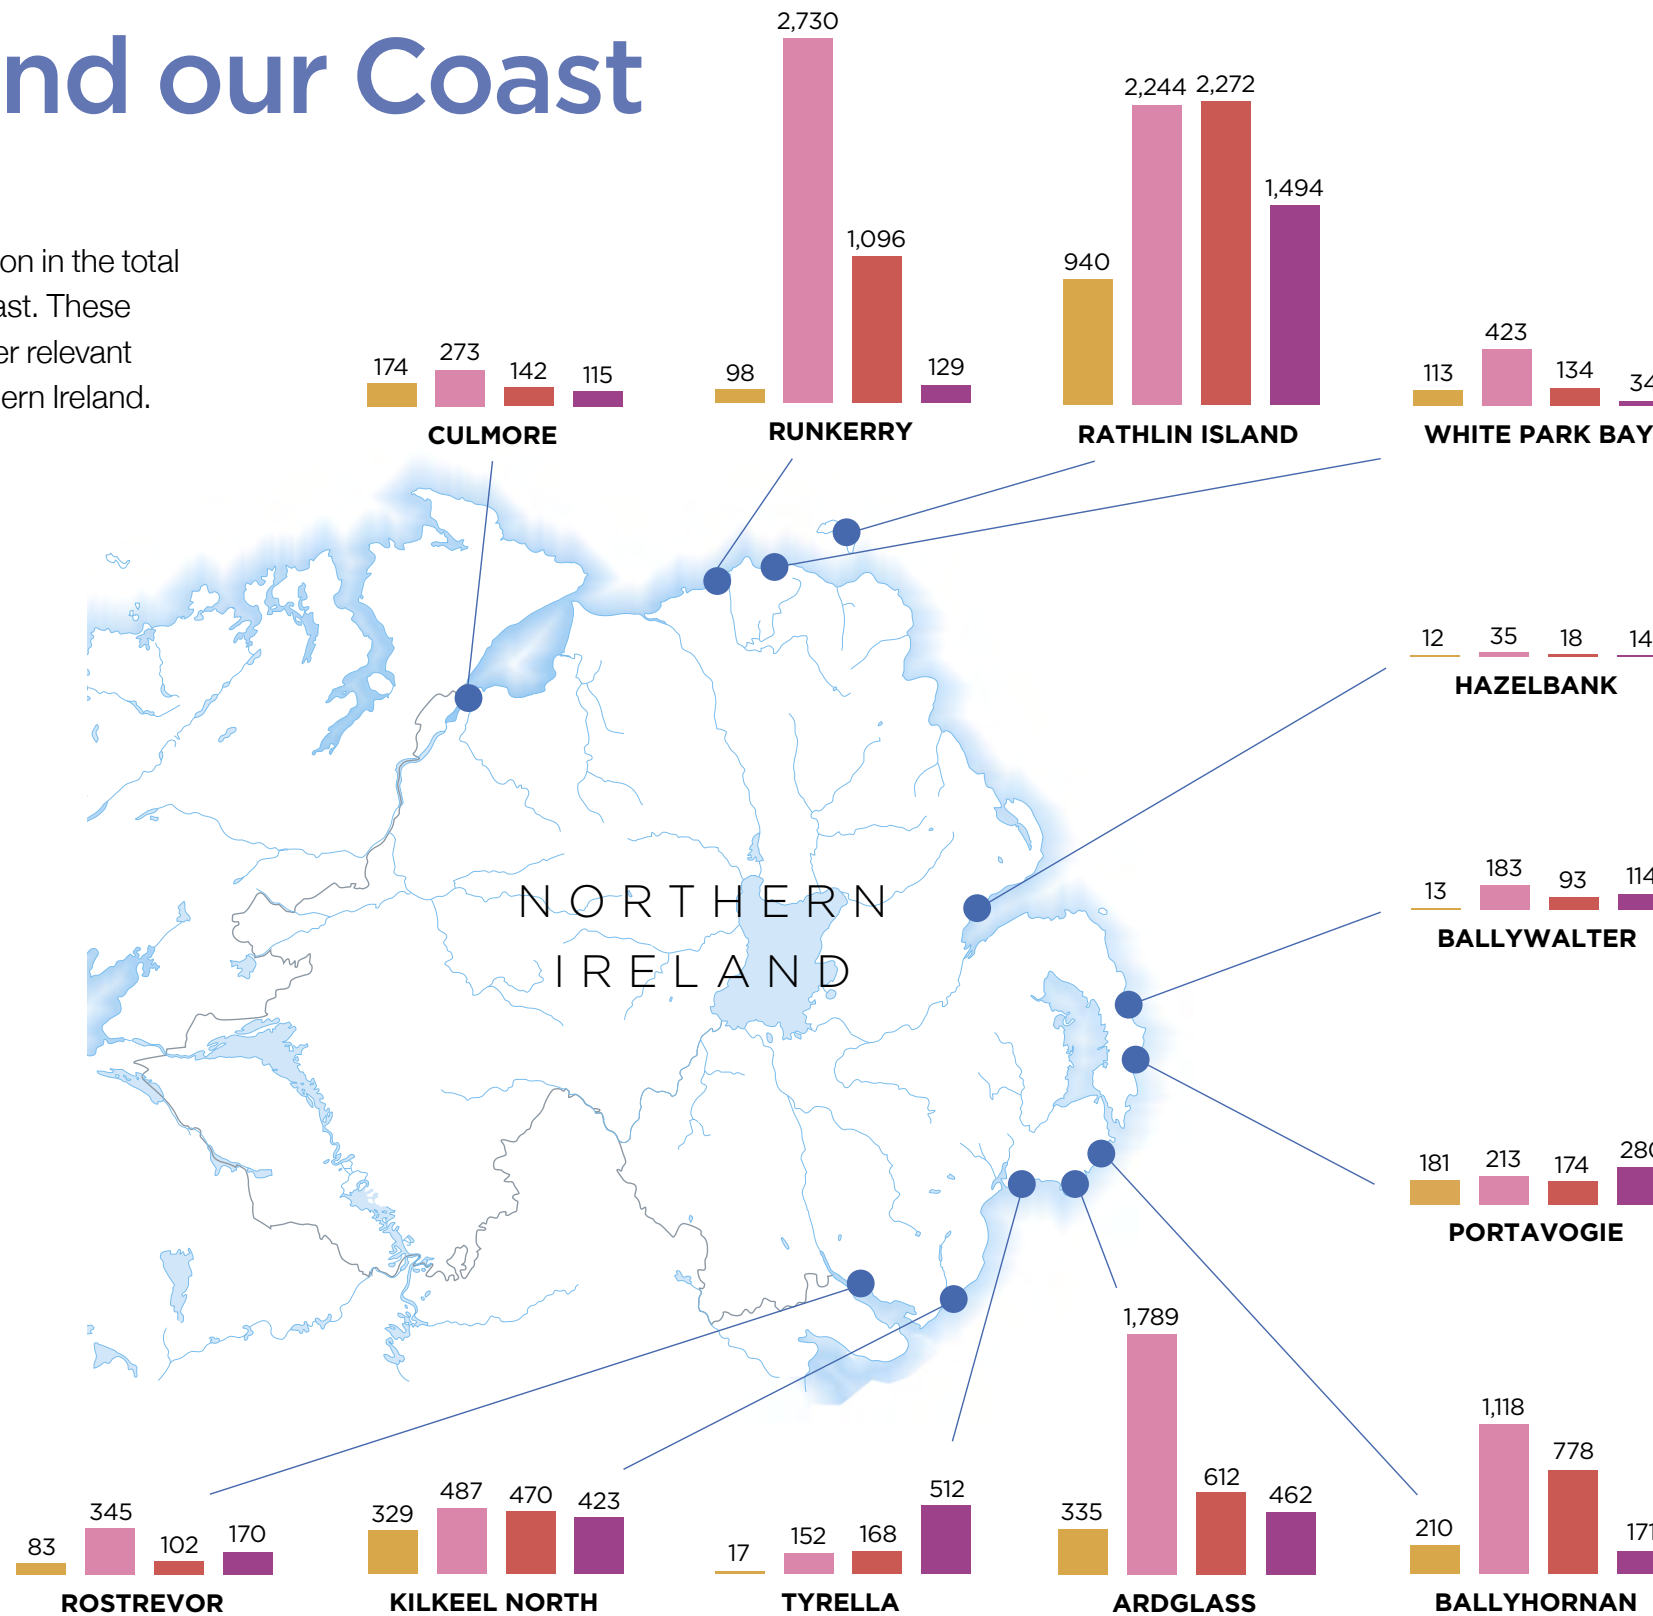 nd our Coast
on in the total
ast. These
er relevant
ern Ireland.
174 273 142 115
CULMORE
98 2,730 1,096 129
RUNKERRY
940 2,244 2,272 1,494
RATHLIN ISLAND
113 423 134 34
WHITE PARK BAY
12 35 18 14
HAZELBANK
13 183 93 114
BALLYWALTER
181 213 174 280
PORTAVOGIE
NORTHERN
IRELAND
83 345 102 170
ROSTREVOR
329 487 470 423
KILKEEL NORTH
17 152 168 512
TYRELLA
335 1,789 612 462
ARDGLASS
210 1,118 778 171
BALLYHORNAN